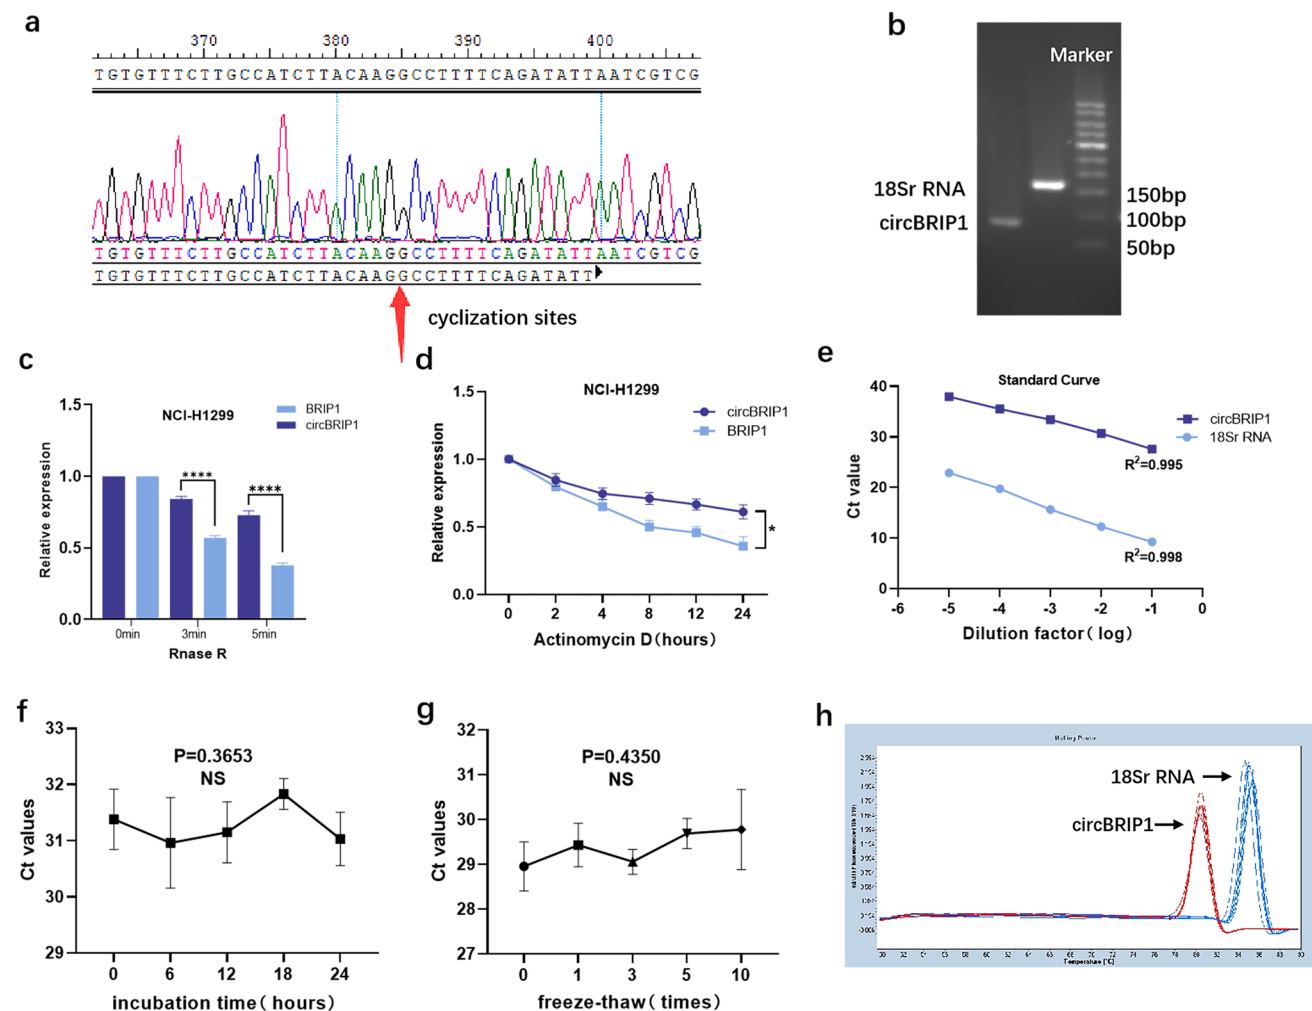 a
370 380 390 400
TGTGTTTCTTGCCATCTTACAAGGCCTTTTCAGATATTAATCGTCG
TGTGTTTCTTGCCATCTTACAAGGCCTTTTCAGATATTAATCGTCG
TGTGTTTCTTGCCATCTTACAAGGCCTTTTCAGATATT
cyclization sites
b
Marker
18Sr RNA
circBRIP1
150bp
100bp
50bp
c
NCI-H1299
BRIP1
circBRIP1
Relative expression
1.5
1.0
0.5
0.0
**** ****
0min 3min 5min
Rnase R
d
NCI-H1299
circBRIP1
BRIP1
Relative expression
1.5
1.0
0.5
0.0
*
0 2 4 8 12 24
Actinomycin D(hours)
e
Standard Curve
circBRIP1
18Sr RNA
Ct value
40
30
20
10
0
R²=0.995
R²=0.998
-6 -5 -4 -3 -2 -1 0
Dilution factor( log)
f
P=0.3653
NS
Ct values
33
32
31
30
29
0 6 12 18 24
incubation time( hours)
g
P=0.4350
NS
Ct values
32
31
30
29
28
27
0 1 3 5 10
freeze-thaw( times)
h
Melting Peaks
18Sr RNA
circBRIP1
Temperature (°C)